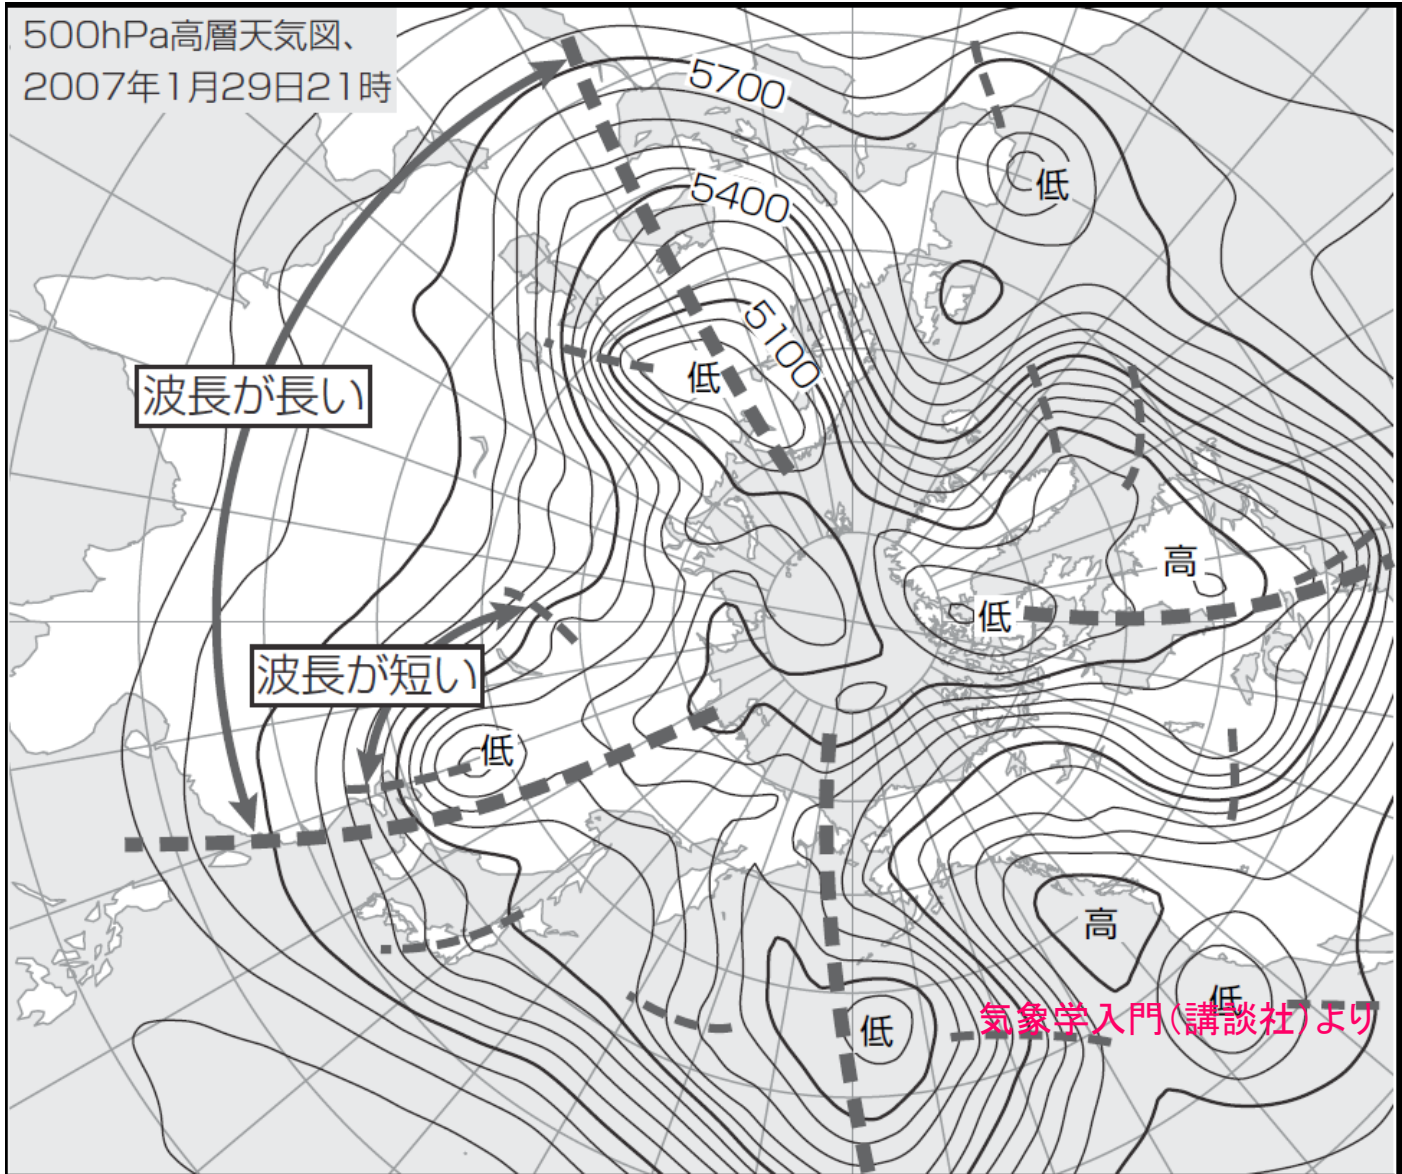 500hPa高層天気図、
2007年1月29日21時
5700
低
5400
5100
低
波長が長い
高
低
波長が短い
低
高
低
気象学入門(講談社)より
低